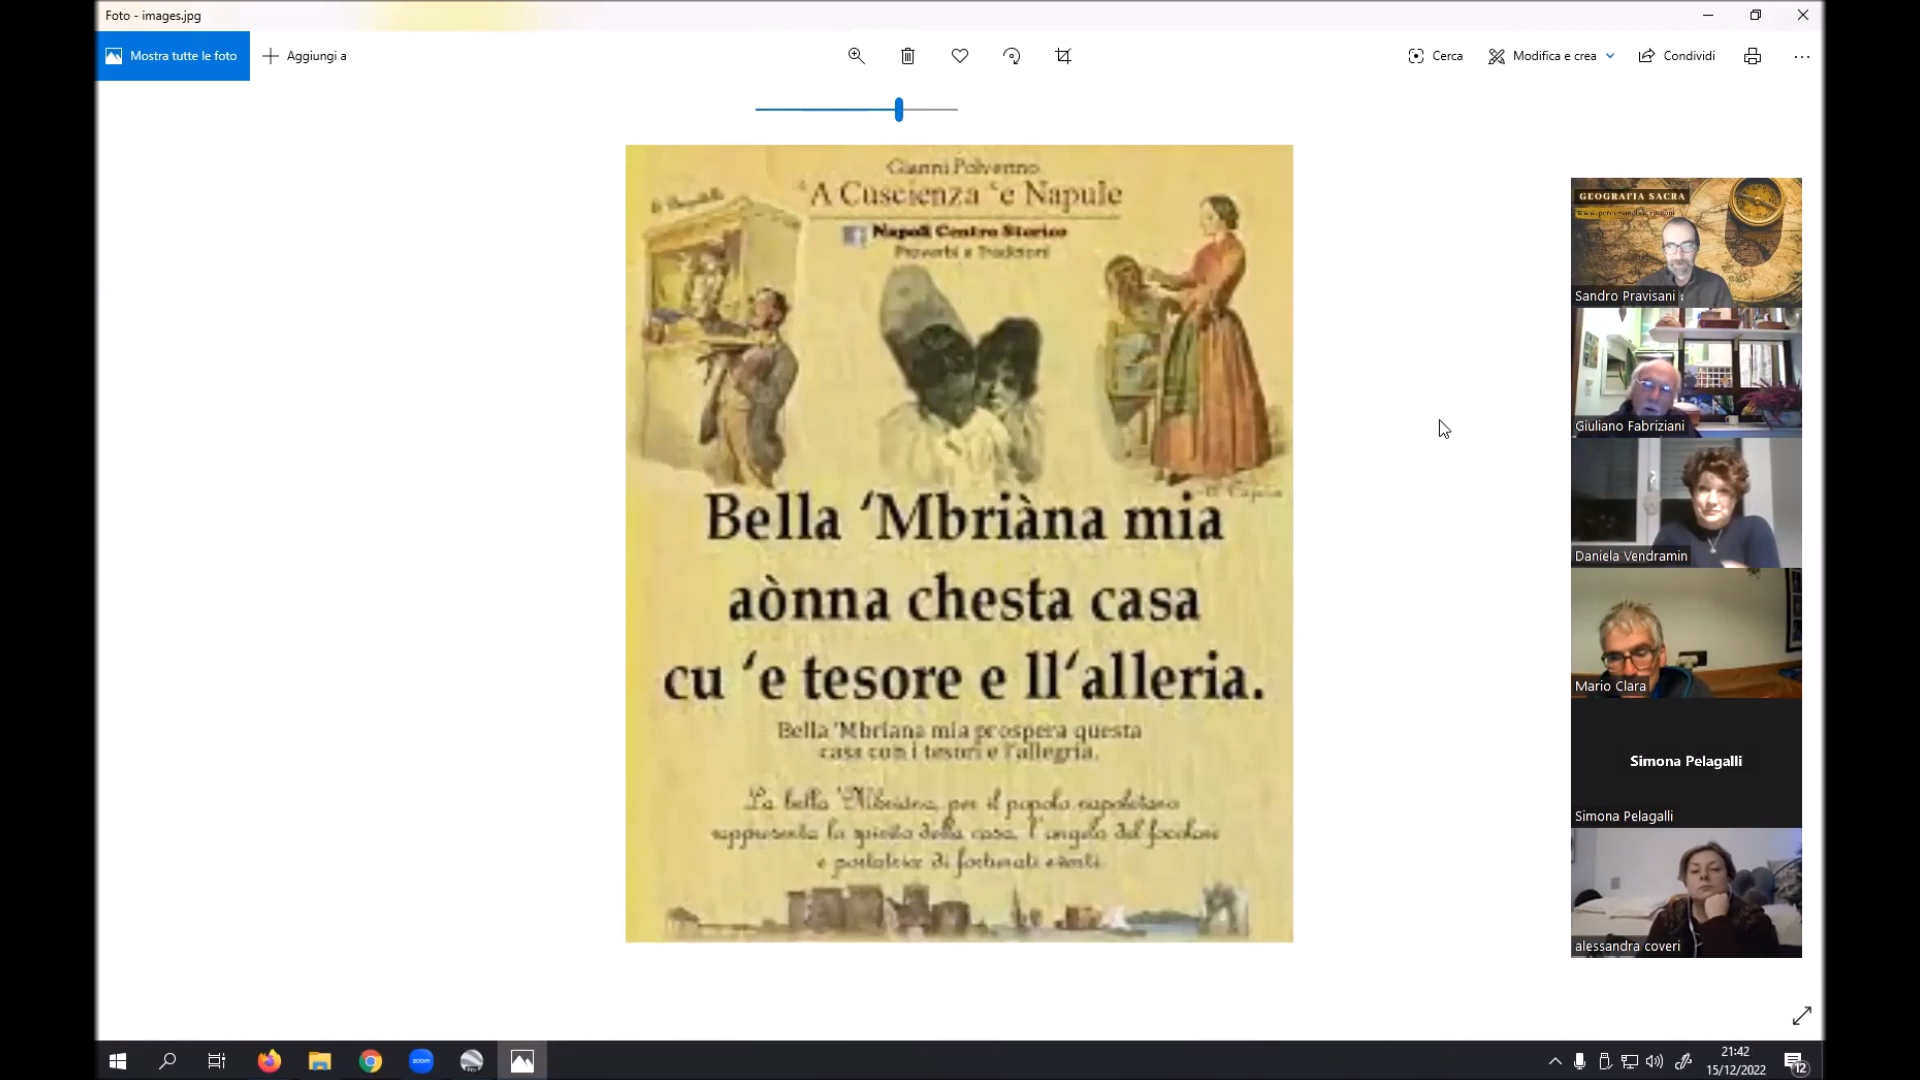 Foto - images.jpg
Mostra tutte le foto
Aggiungi a
Cerca
Modifica e crea
Condividi
Gianni Polverino
‘A Cuscienza ‘e Napule
Napoli Centro Storico
Proverbi e Tradizioni
Bella ‘Mbriàna mia
aònna chesta casa
cu ‘e tesore e ll‘alleria.
Bella ‘Mbriana mia prospera questa
casa con i tesori e l’allegria.
La bella ‘Mbriàna, per il popolo napoletano
rappresenta lo spirito della casa, l’angelo del focolare
e portatrice di fortunati eventi.
GEOGRAFIA SACRA
Sandro Pravisani
Giuliano Fabriziani
Daniela Vendramin
Mario Clara
Simona Pelagalli
Simona Pelagalli
alessandra coveri
zoom
21:42
15/12/2022
12